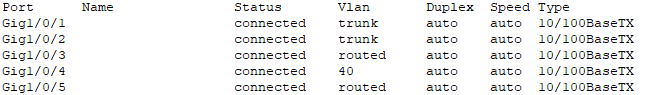 Port Name Status Vlan Duplex Speed Type
Gig1/0/1 connected trunk auto auto 10/100BaseTX
Gig1/0/2 connected trunk auto auto 10/100BaseTX
Gig1/0/3 connected routed auto auto 10/100BaseTX
Gig1/0/4 connected 40 auto auto 10/100BaseTX
Gig1/0/5 connected routed auto auto 10/100BaseTX